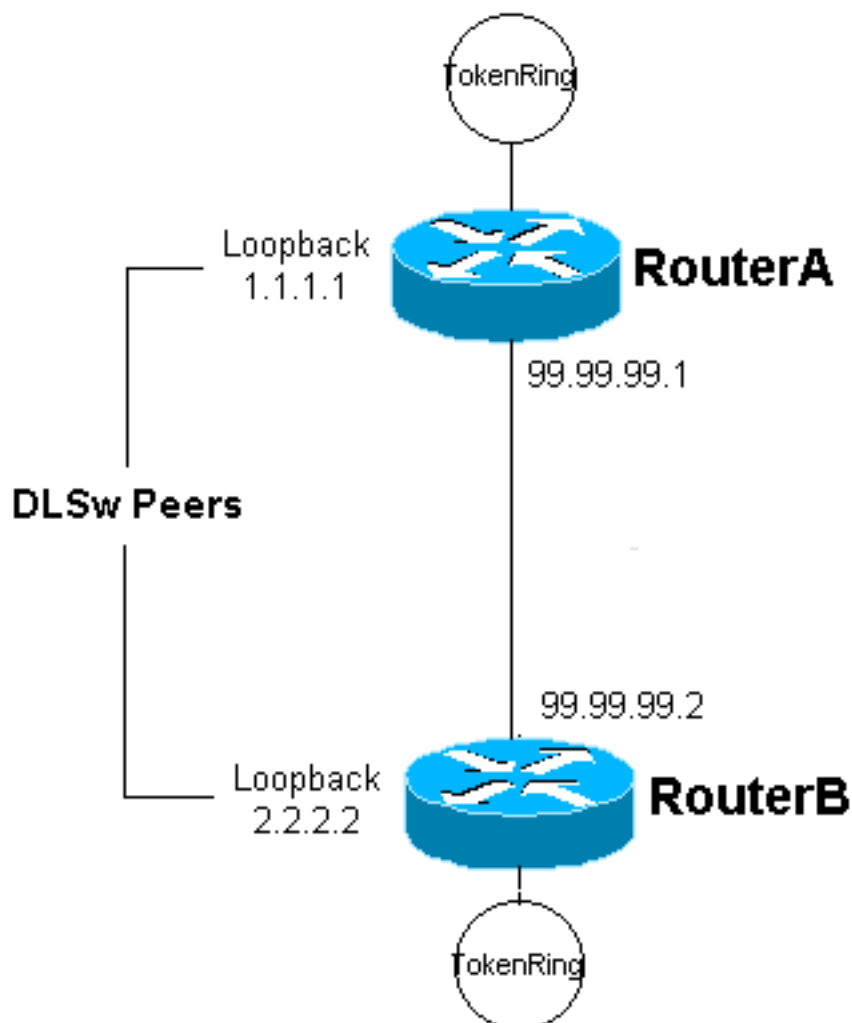 TokenRing
Loopback
1.1.1.1
RouterA
99.99.99.1
DLSw Peers
99.99.99.2
Loopback
2.2.2.2
RouterB
TokenRing